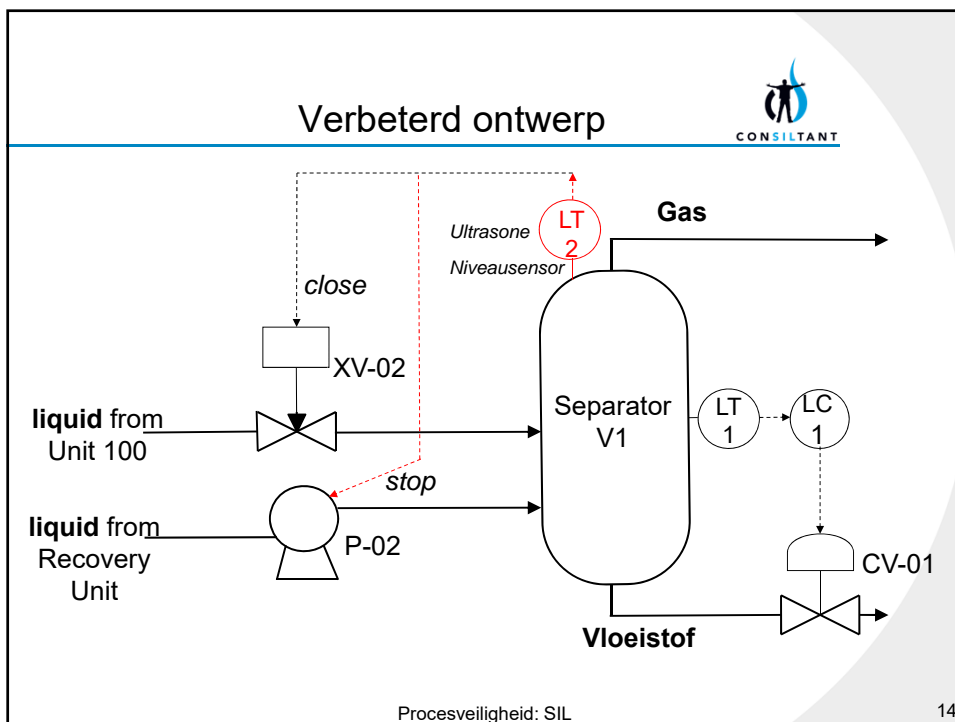 Verbeterd ontwerp
CONSILTANT
Ultrasone
Niveausensor
LT
2
Gas
close
XV-02
liquid from
Unit 100
Separator
V1
LT
1
LC
1
stop
liquid from
Recovery
Unit
P-02
CV-01
Vloeistof
Procesveiligheid: SIL
14